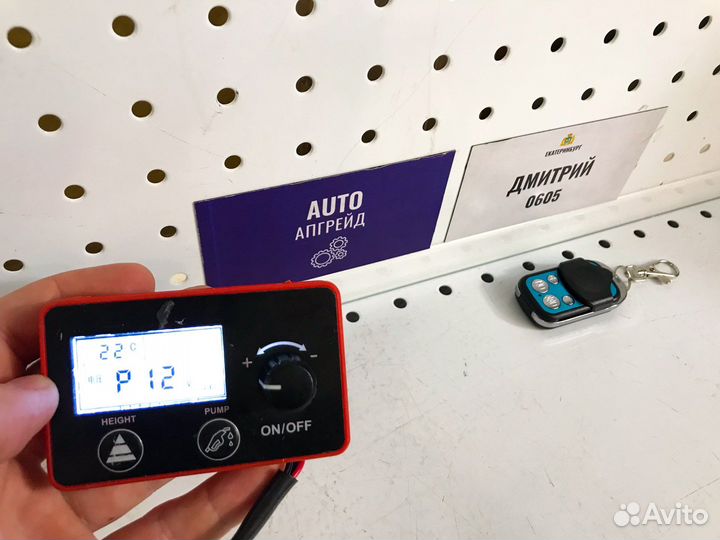 AUTO
АПГРЕЙД
ЕКАТЕРИНБУРГ
ДМИТРИЙ
0605
22 C
P12
+ -
HEIGHT
PUMP
ON/OFF
Avito